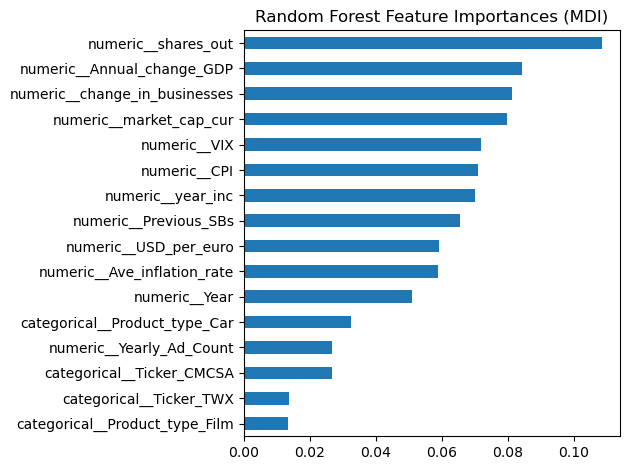 Random Forest Feature Importances (MDI)
numeric__shares_out
numeric__Annual_change_GDP
numeric__change_in_businesses
numeric__market_cap_cur
numeric__VIX
numeric__CPI
numeric__year_inc
numeric__Previous_SBs
numeric__USD_per_euro
numeric__Ave_inflation_rate
numeric__Year
categorical__Product_type_Car
numeric__Yearly_Ad_Count
categorical__Ticker_CMCSA
categorical__Ticker_TWX
categorical__Product_type_Film
0.00 0.02 0.04 0.06 0.08 0.10